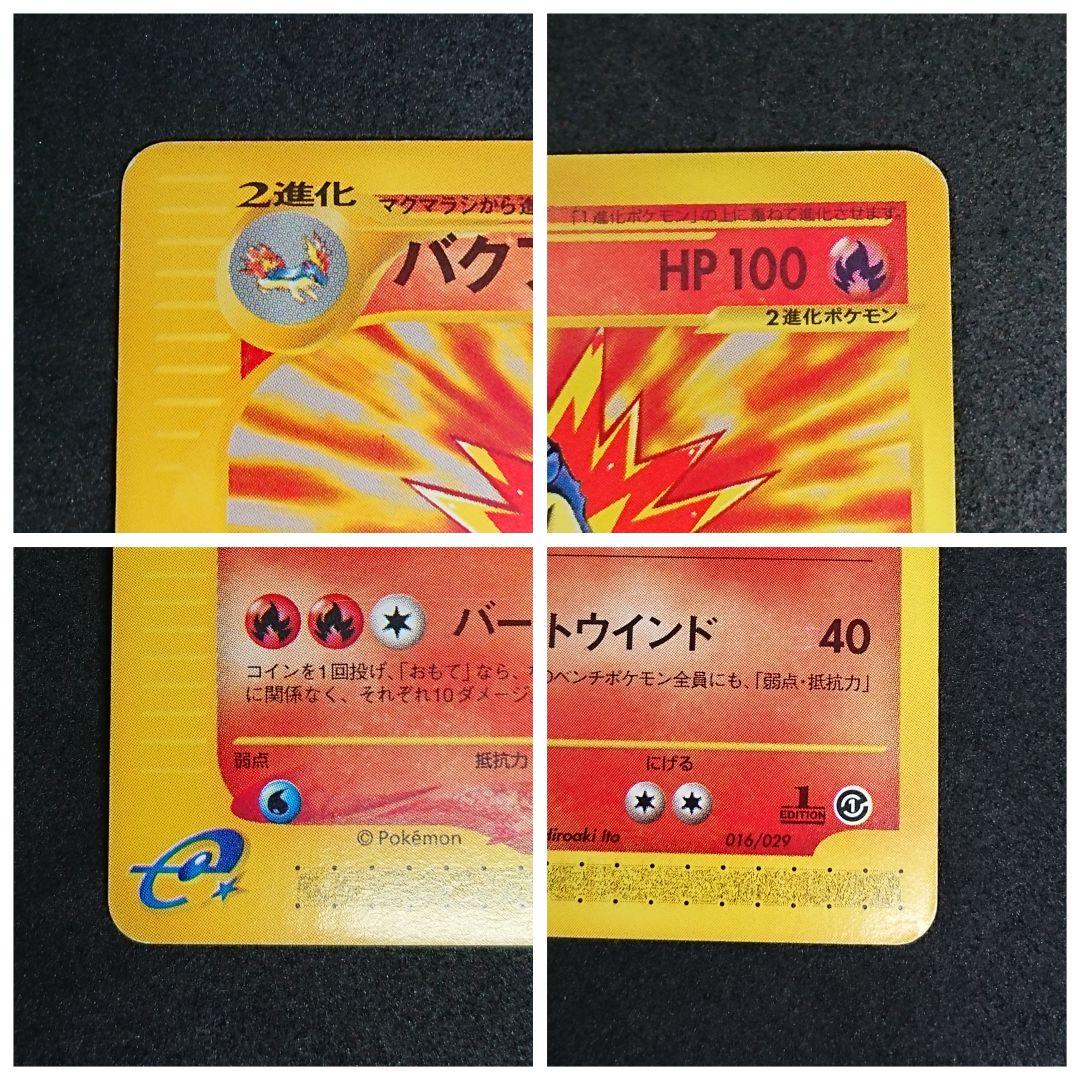 2進化
マグマラシから進
「1進化ポケモン」の上に重ねて進化させます。
バク
HP 100
2進化ポケモン
バー
トウインド
40
コインを1回投げ、「おもて」なら、
のベンチポケモン全員にも、「弱点・抵抗力」
に関係なく、それぞれ10ダメージ
弱点
抵抗力
にげる
1
EDITION
© Pokémon
Hiroaki Ito
016/029